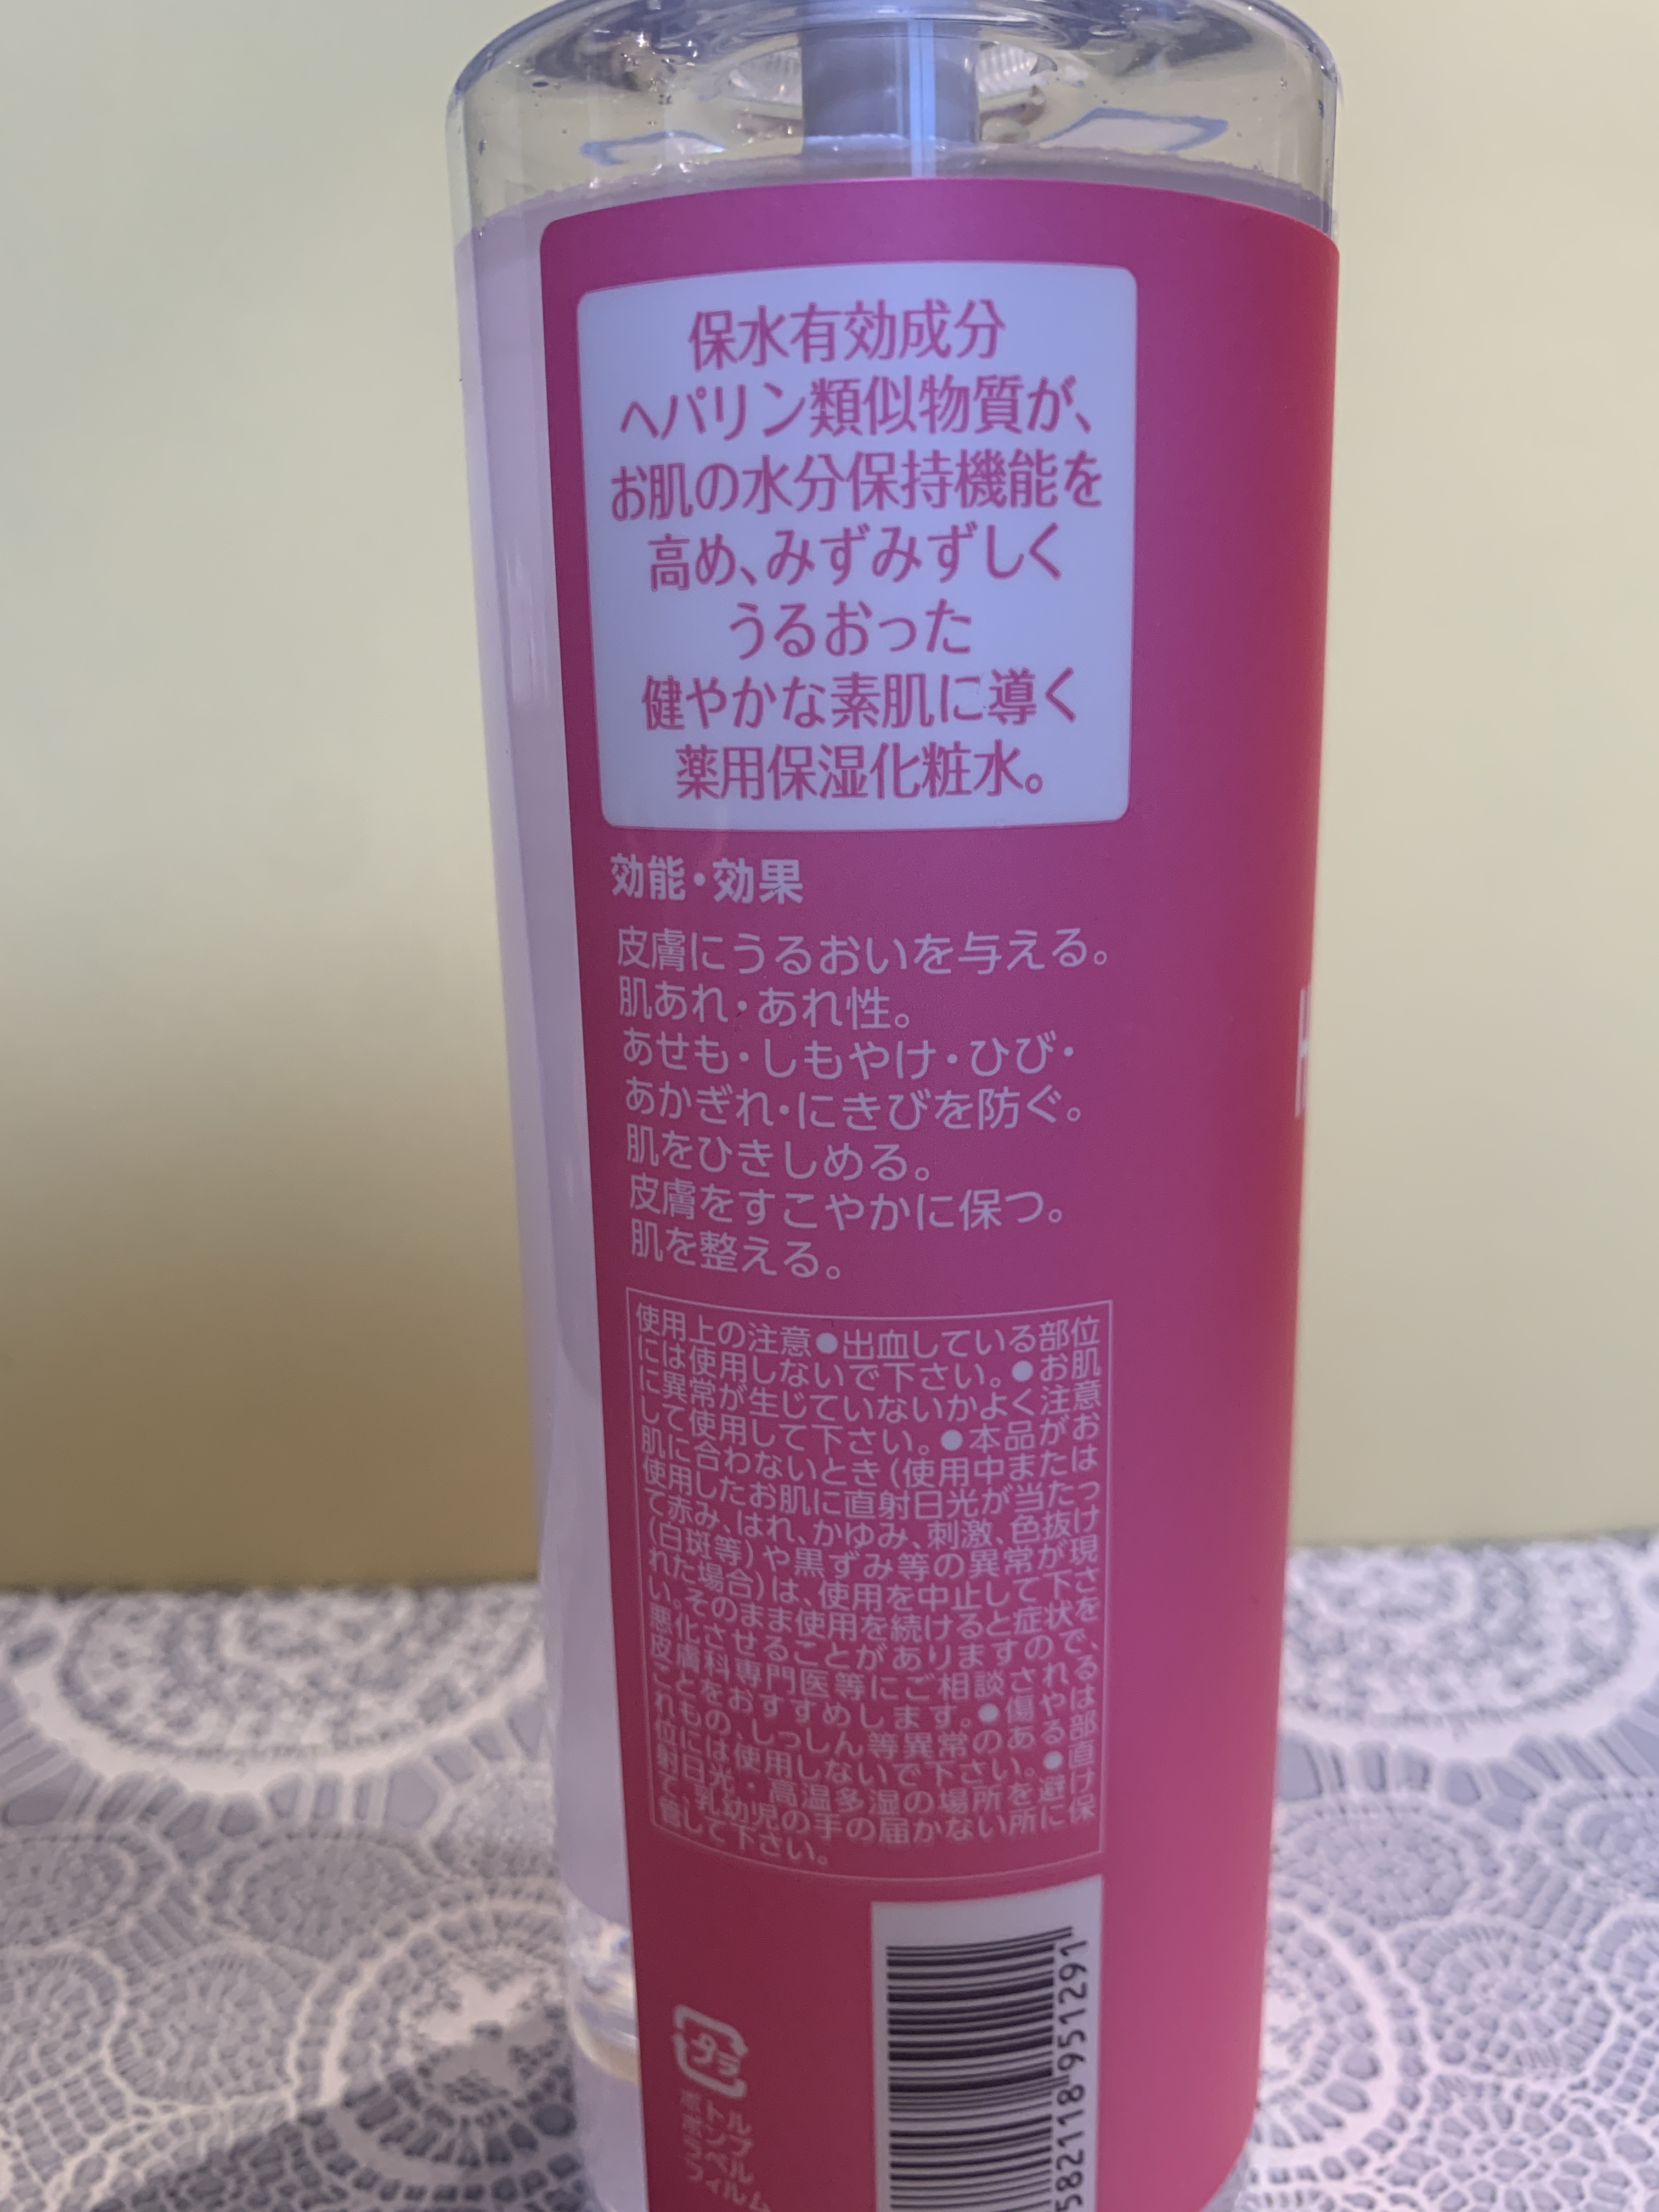 保水有効成分
ヘパリン類似物質が、
お肌の水分保持機能を
高め、みずみずしく
うるおった
健やかな素肌に導く
薬用保湿化粧水。
効能・効果
皮膚にうるおいを与える。
肌あれ・あれ性。
あせも・しもやけ・ひび・
あかぎれ・にきびを防ぐ。
肌をひきしめる。
皮膚をすこやかに保つ。
肌を整える。
使用上の注意●出血している部位
には使用しないで下さい。●お肌
に異常が生じていないかよく注意
して使用して下さい。●本品がお
肌に合わないとき(使用中または
使用したお肌に直射日光が当たっ
て赤み、はれ、かゆみ、刺激、色抜け
(白斑等)や黒ずみ等の異常が現
れた場合)は、使用を中止して下さ
い。そのまま使用を続けると症状を
悪化させることがありますので、
皮膚科専門医等にご相談される
ことをおすすめします。●傷やは
れもの、しっしん等異常のある部
位には使用しないで下さい。●直
射日光・高温多湿の場所を避け
て、乳幼児の手の届かない所に保
管して下さい。
582118951291
プラ
ボトル
ポンプ
ラベル
フィルム
H